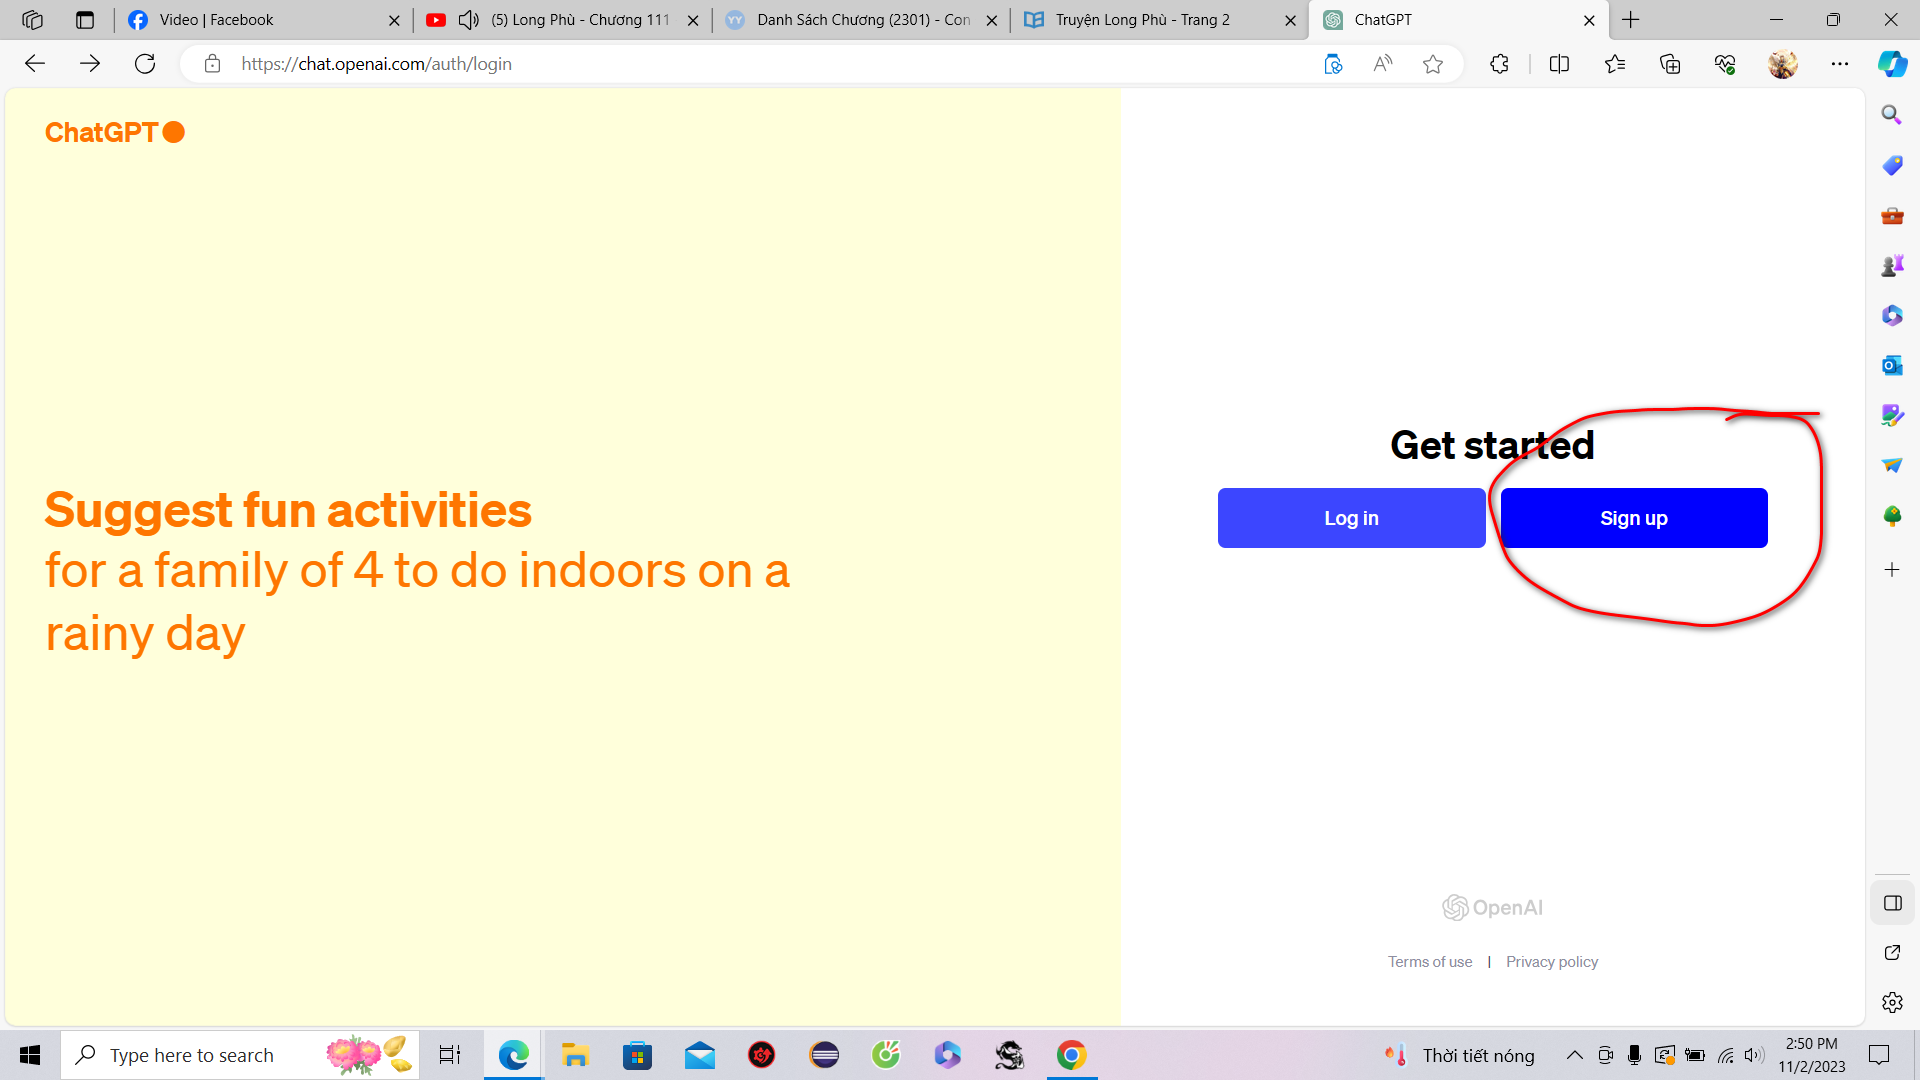 Video | Facebook
(5) Long Phù - Chương 111
Danh Sách Chương (2301) - Con
Truyện Long Phù - Trang 2
ChatGPT
https://chat.openai.com/auth/login
ChatGPT
Suggest fun activities
for a family of 4 to do indoors on a
rainy day
Get started
Log in
Sign up
OpenAI
Terms of use | Privacy policy
Type here to search
Thời tiết nóng
2:50 PM
11/2/2023